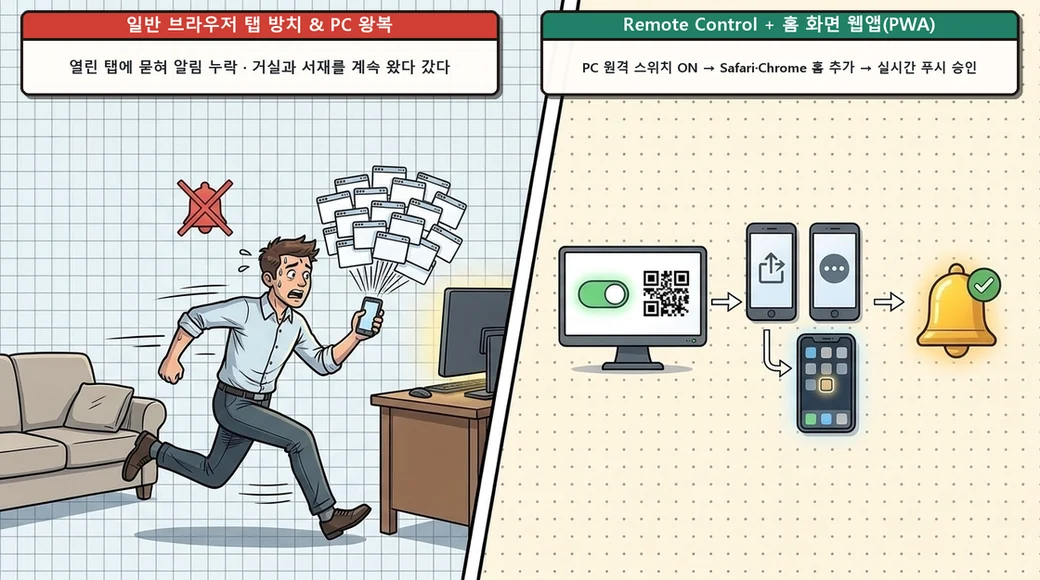 일반 브라우저 탭 방치 & PC 왕복
열린 탭에 묻혀 알림 누락 · 거실과 서재를 계속 왔다 갔다
Remote Control + 홈 화면 웹앱(PWA)
PC 원격 스위치 ON → Safari·Chrome 홈 추가 → 실시간 푸시 승인